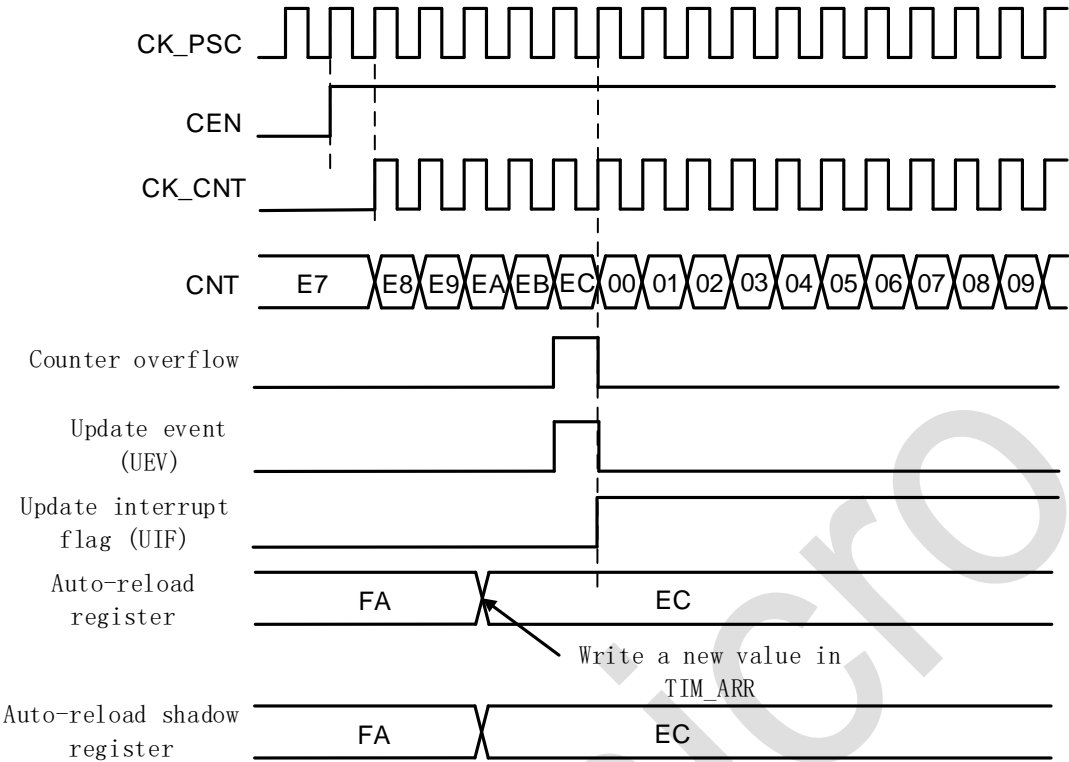 CK_PSC
CEN
CK_CNT
CNT E7 E8 E9 EA EB EC 00 01 02 03 04 05 06 07 08 09
Counter overflow
Update event
(UEV)
Update interrupt
flag (UIF)
Auto-reload
register
FA EC
Write a new value in
TIM_ARR
Auto-reload shadow
register
FA EC
micro